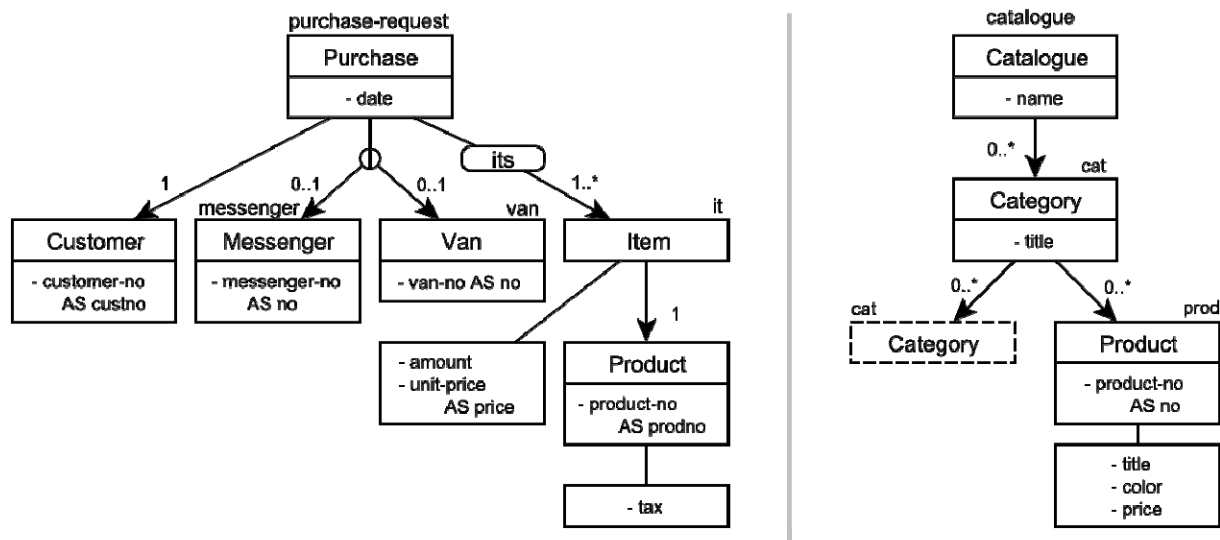 purchase-request
Purchase
- date
its
1
0..1
0..1
1..*
messenger
van
it
Customer
- customer-no
AS custno
Messenger
- messenger-no
AS no
Van
- van-no AS no
Item
1
- amount
- unit-price
AS price
Product
- product-no
AS prodno
- tax
catalogue
Catalogue
- name
0..*
cat
Category
- title
0..*
0..*
cat
prod
Category
Product
- product-no
AS no
- title
- color
- price